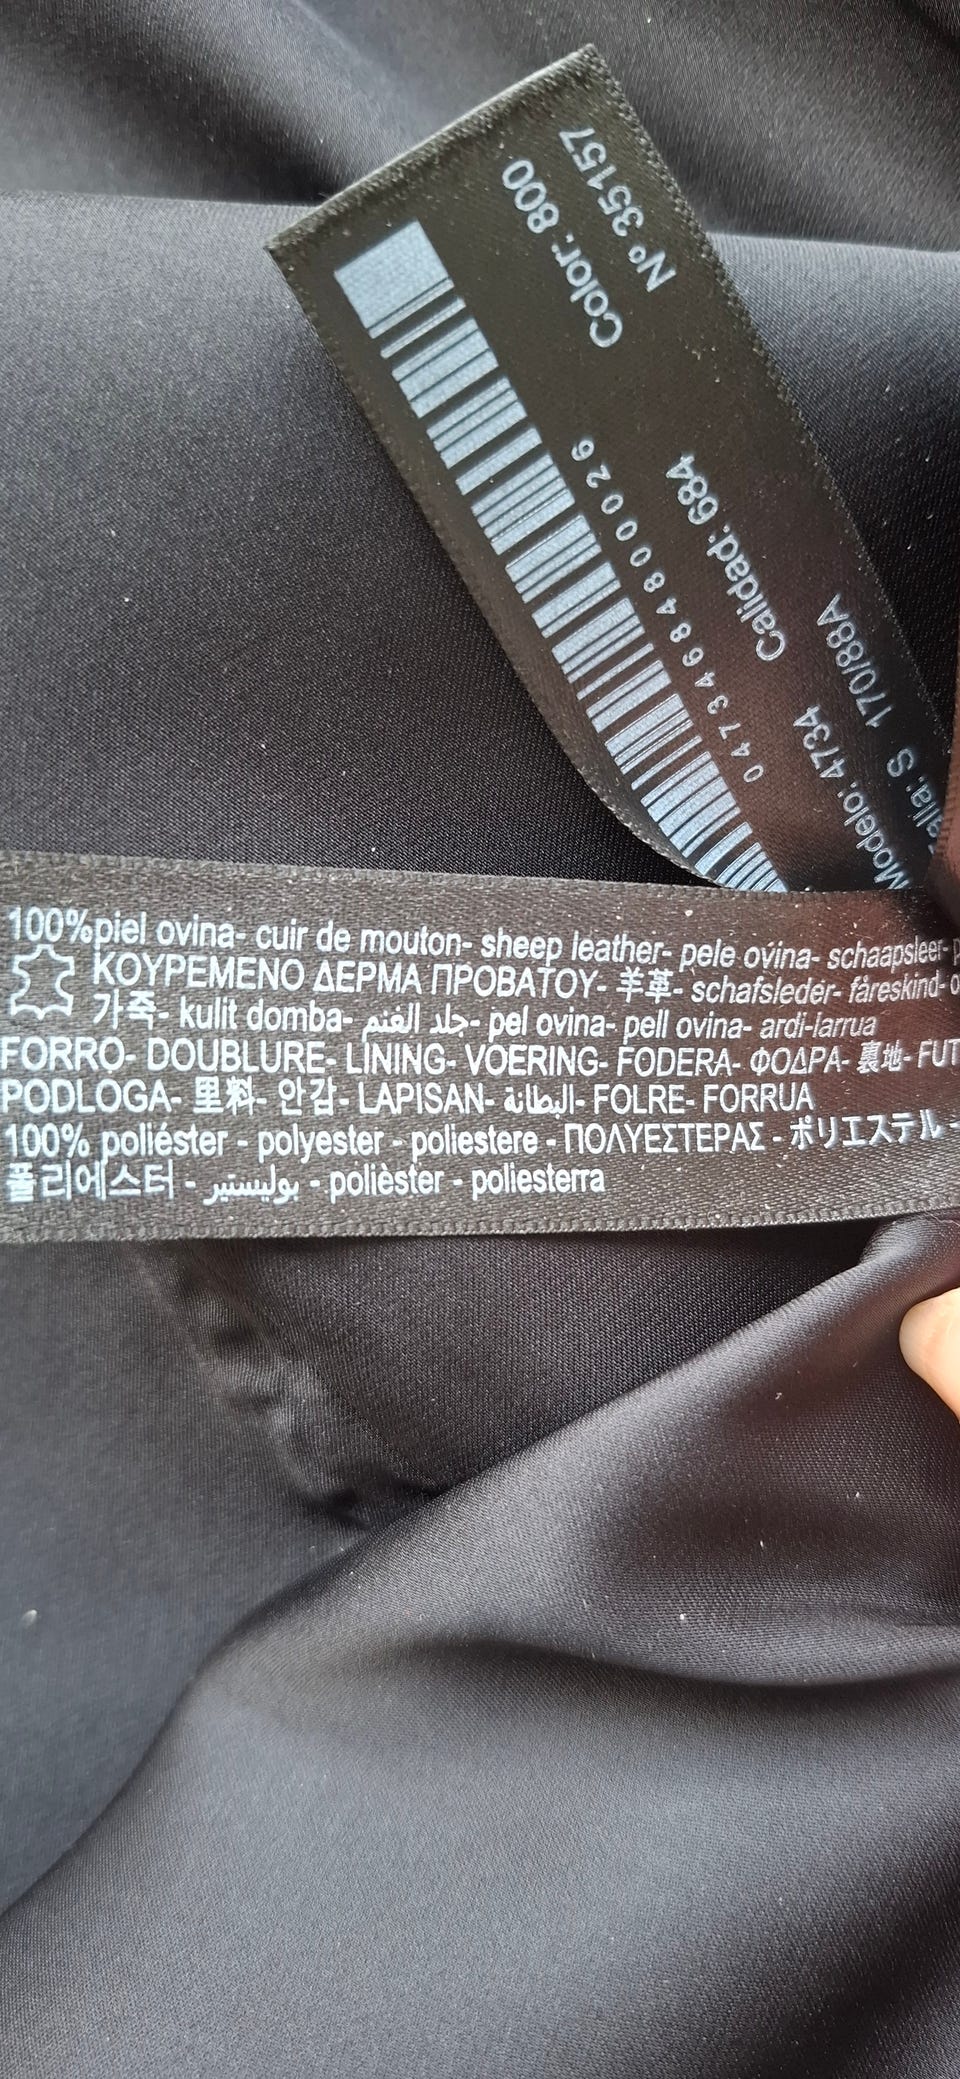 Color: 800
Nº 35157
04734684800026
Calidad: 684
Modelo: 4734
S 170/88A
100%piel ovina- cuir de mouton- sheep leather- pele ovina- schaapsleer-
ΚΟΥΡΕΜΕΝΟ ΔΕΡΜΑ ΠΡΟΒΑΤΟΥ- 羊革- schafsleder- fåreskind-
가죽- kulit domba- جلد الغنم- pel ovina- pell ovina- ardi-larrua
FORRO- DOUBLURE- LINING- VOERING- FODERA- ΦΟΔΡΑ- 裏地- FUT
PODLOGA- 里料- 안감- LAPISAN- البطانة- FOLRE- FORRUA
100% poliéster - polyester - poliestere - ΠΟΛΥΕΣΤΕΡΑΣ - ポリエステル -
폴리에스터 - بوليستير - polièster - poliesterra